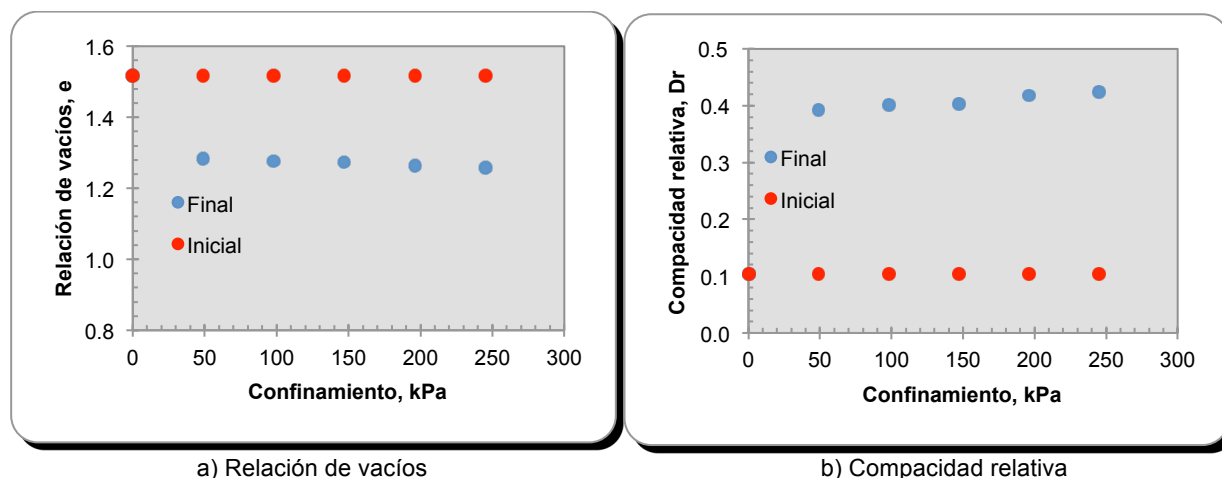 1.6
1.4
1.2
1.0
0.8
Relación de vacíos, e
Final
Inicial
0 50 100 150 200 250 300
Confinamiento, kPa
a) Relación de vacíos
0.5
0.4
0.3
0.2
0.1
0.0
Compacidad relativa, Dr
Final
Inicial
0 50 100 150 200 250 300
Confinamiento, kPa
b) Compacidad relativa